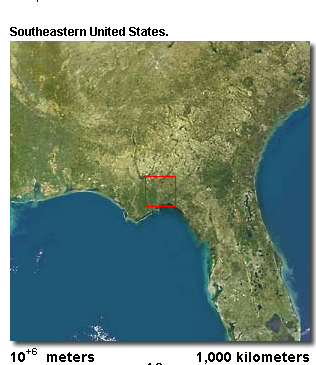 Southeastern United States.
10+6 meters 1,000 kilometers